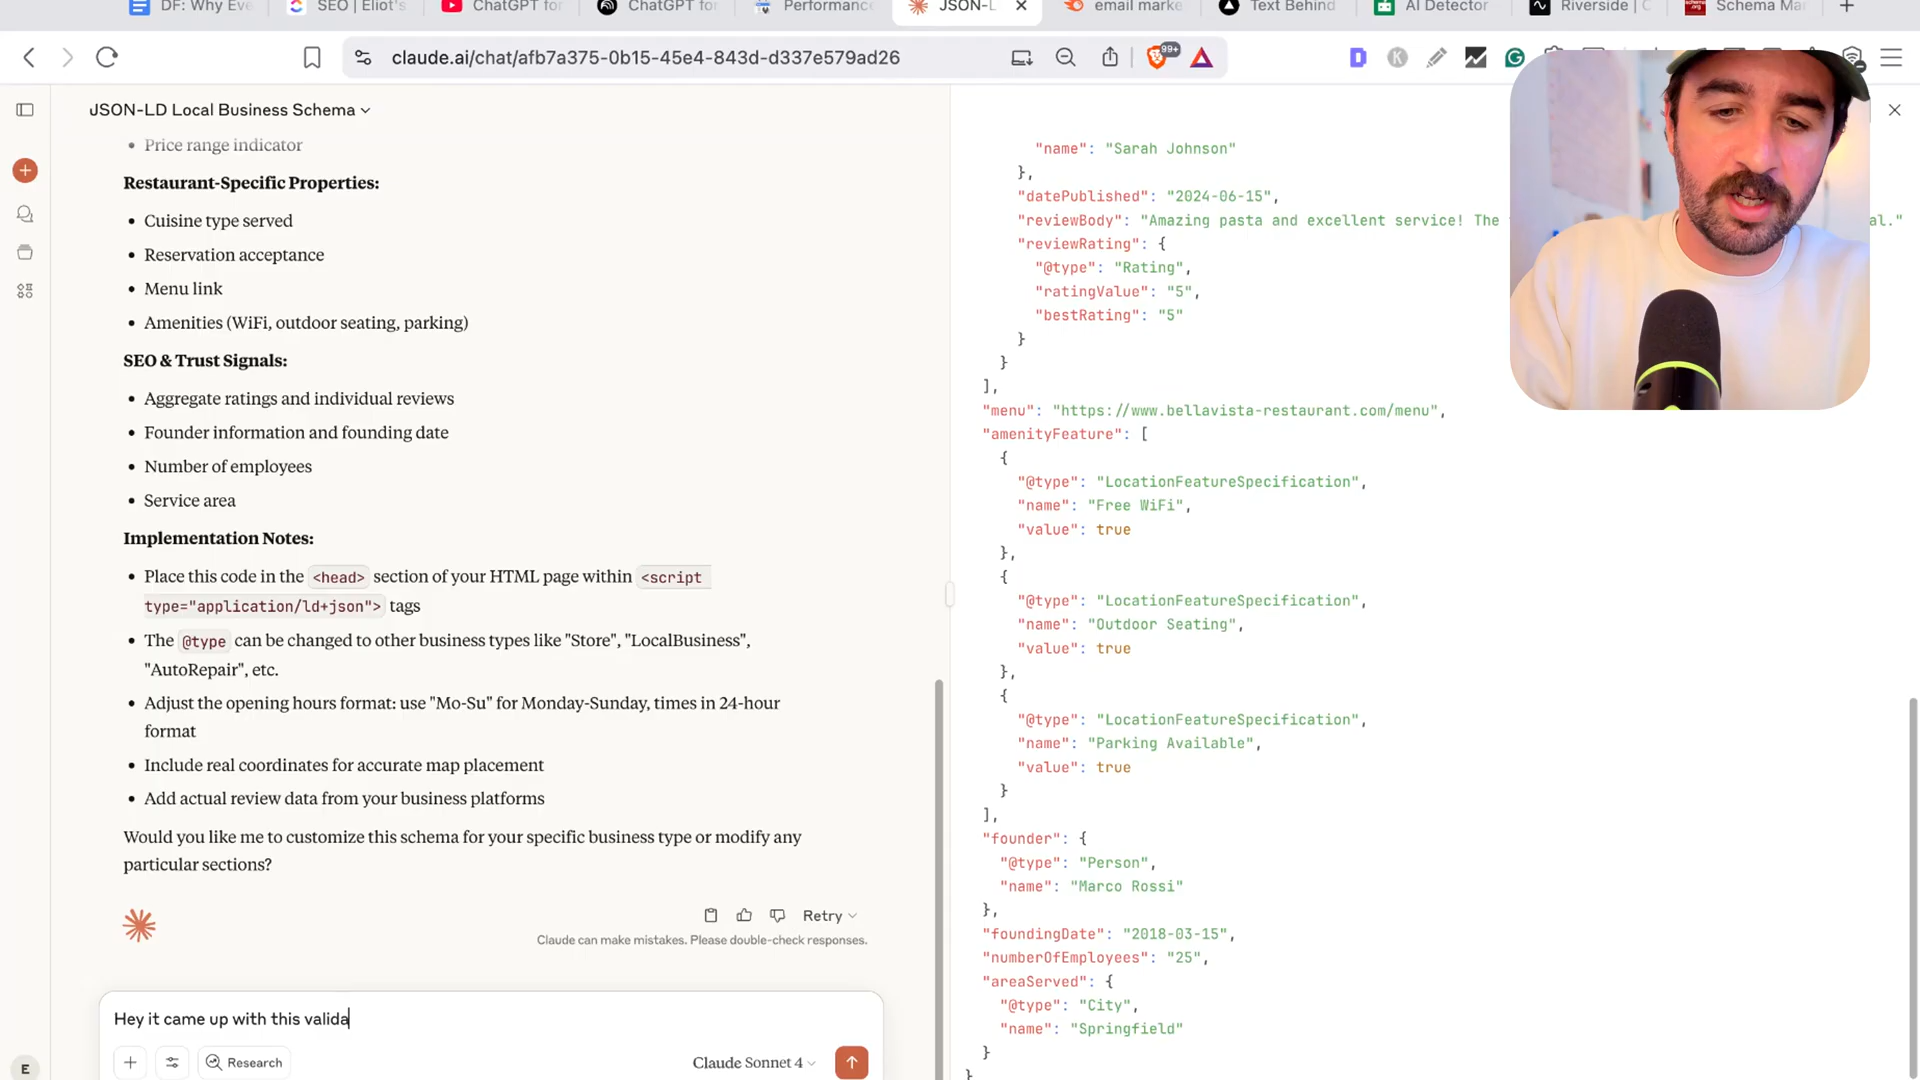 DF: Why Eve
SEO | Eliot's
ChatGPT for
ChatGPT for
Performance
JSON-L
email marke
Text Behind
AI Detector
Riverside | C
Schema Ma
claude.ai/chat/afb7a375-0b15-45e4-843d-d337e579ad26
99+
JSON-LD Local Business Schema
• Price range indicator
Restaurant-Specific Properties:
• Cuisine type served
• Reservation acceptance
• Menu link
• Amenities (WiFi, outdoor seating, parking)
SEO & Trust Signals:
• Aggregate ratings and individual reviews
• Founder information and founding date
• Number of employees
• Service area
Implementation Notes:
• Place this code in the <head> section of your HTML page within <script
type="application/ld+json"> tags
• The @type can be changed to other business types like "Store", "LocalBusiness",
"AutoRepair", etc.
• Adjust the opening hours format: use "Mo-Su" for Monday-Sunday, times in 24-hour
format
• Include real coordinates for accurate map placement
• Add actual review data from your business platforms
Would you like me to customize this schema for your specific business type or modify any
particular sections?
Retry
Claude can make mistakes. Please double-check responses.
Hey it came up with this valida
Research
Claude Sonnet 4
E
"name": "Sarah Johnson"
},
"datePublished": "2024-06-15",
"reviewBody": "Amazing pasta and excellent service! The al."
"reviewRating": {
"@type": "Rating",
"ratingValue": "5",
"bestRating": "5"
}
}
],
"menu": "https://www.bellavista-restaurant.com/menu",
"amenityFeature": [
{
"@type": "LocationFeatureSpecification",
"name": "Free WiFi",
"value": true
},
{
"@type": "LocationFeatureSpecification",
"name": "Outdoor Seating",
"value": true
},
{
"@type": "LocationFeatureSpecification",
"name": "Parking Available",
"value": true
}
],
"founder": {
"@type": "Person",
"name": "Marco Rossi"
},
"foundingDate": "2018-03-15",
"numberOfEmployees": "25",
"areaServed": {
"@type": "City",
"name": "Springfield"
}
}